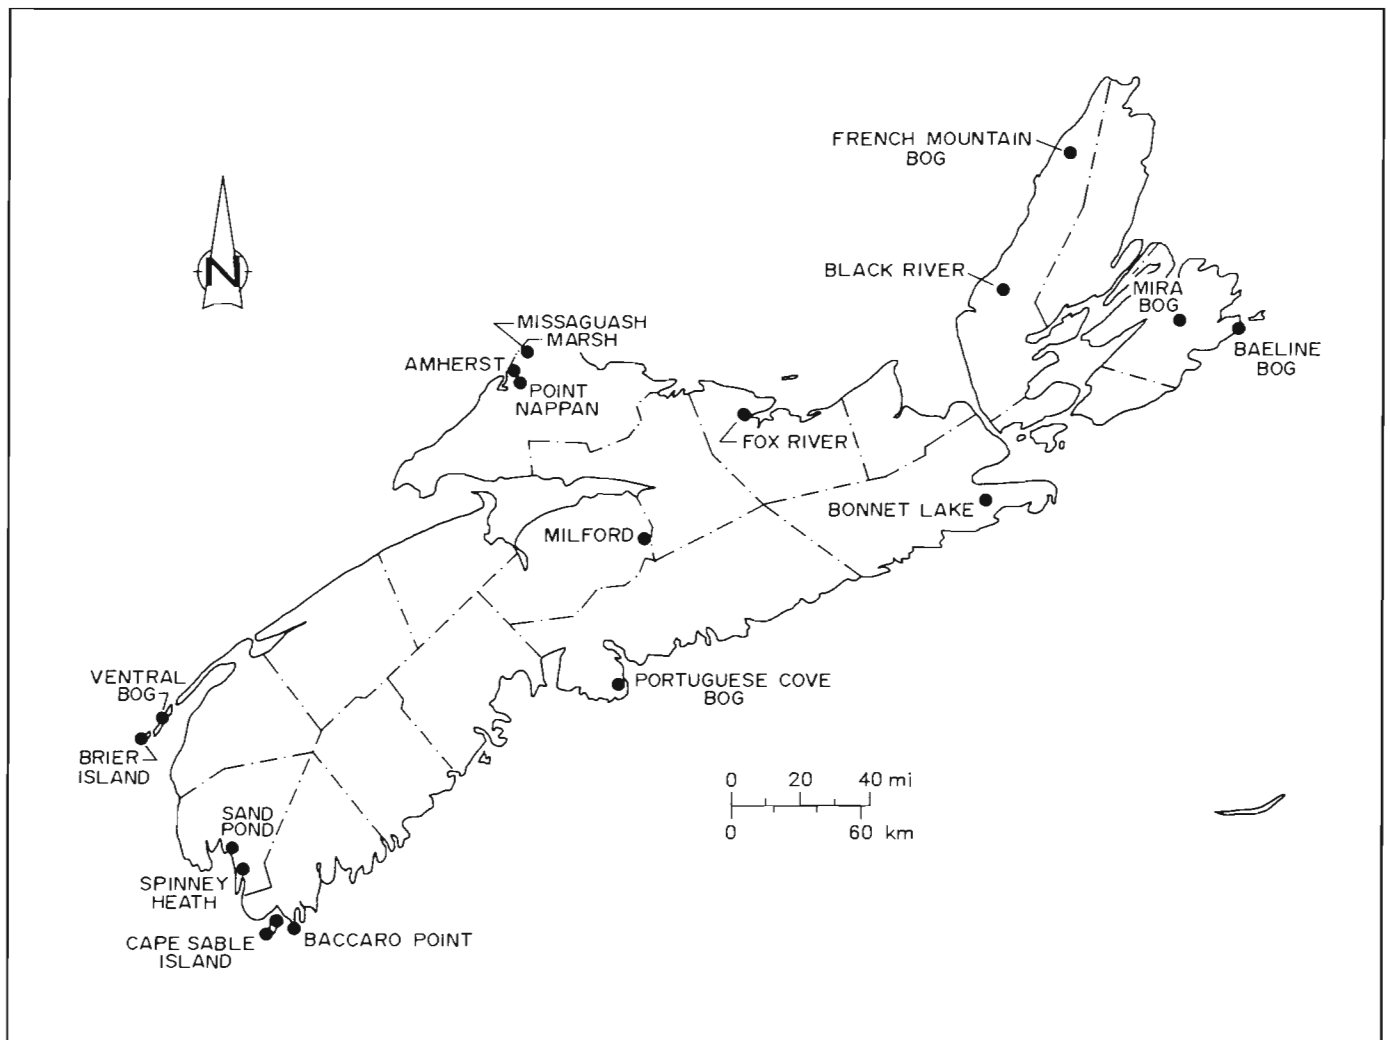 FRENCH MOUNTAIN
BOG
N
BLACK RIVER
MIRA
BOG
MISSAGUASH
MARSH
BAELINE
BOG
AMHERST
POINT
NAPPAN
FOX RIVER
BONNET LAKE
MILFORD
VENTRAL
BOG
PORTUGUESE COVE
BOG
BRIER
ISLAND
0 20 40 mi
0 60 km
SAND
POND
SPINNEY
HEATH
CAPE SABLE
ISLAND
BACCARO POINT